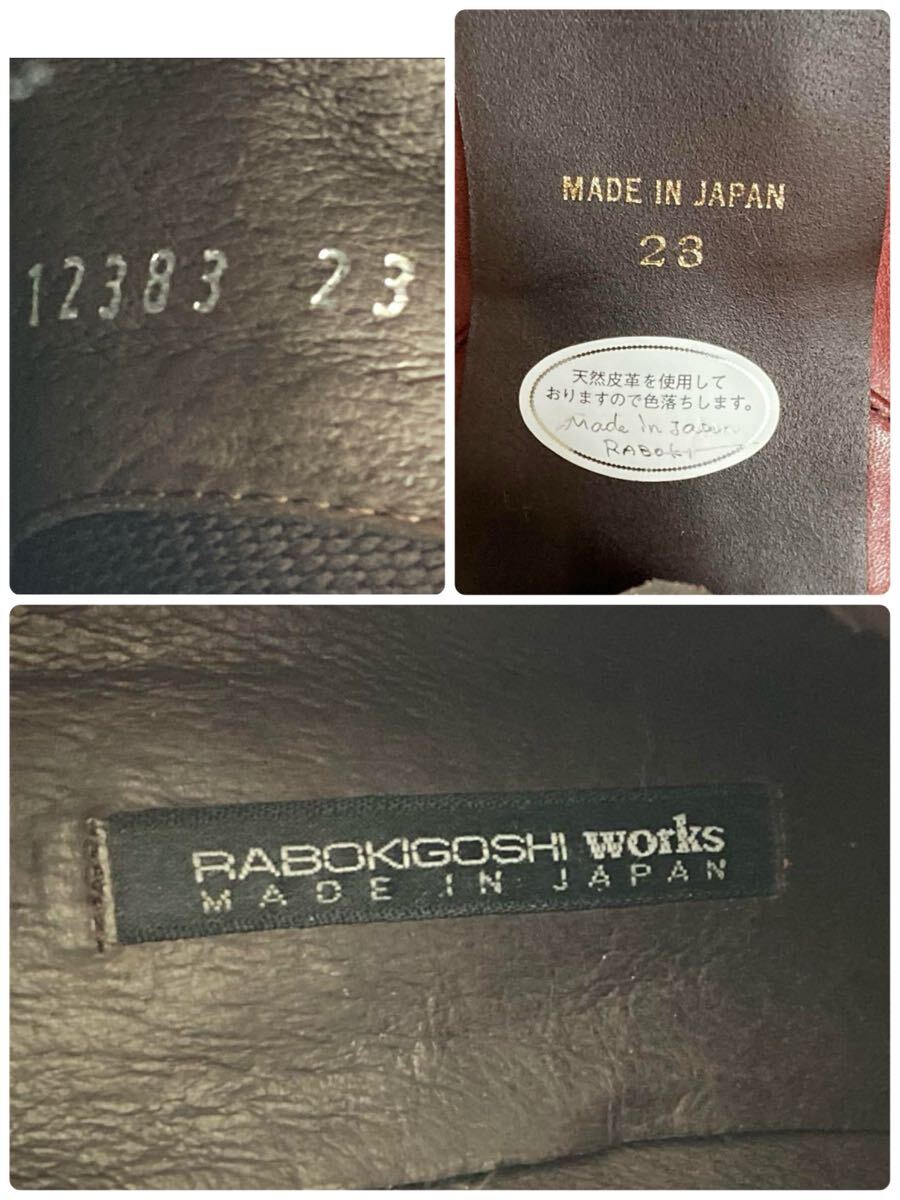 12383 23
MADE IN JAPAN
23
天然皮革を使用して
おりますので色落ちします。
Made in Japan
RABOKI
RABOKIGOSHI works
MADE IN JAPAN